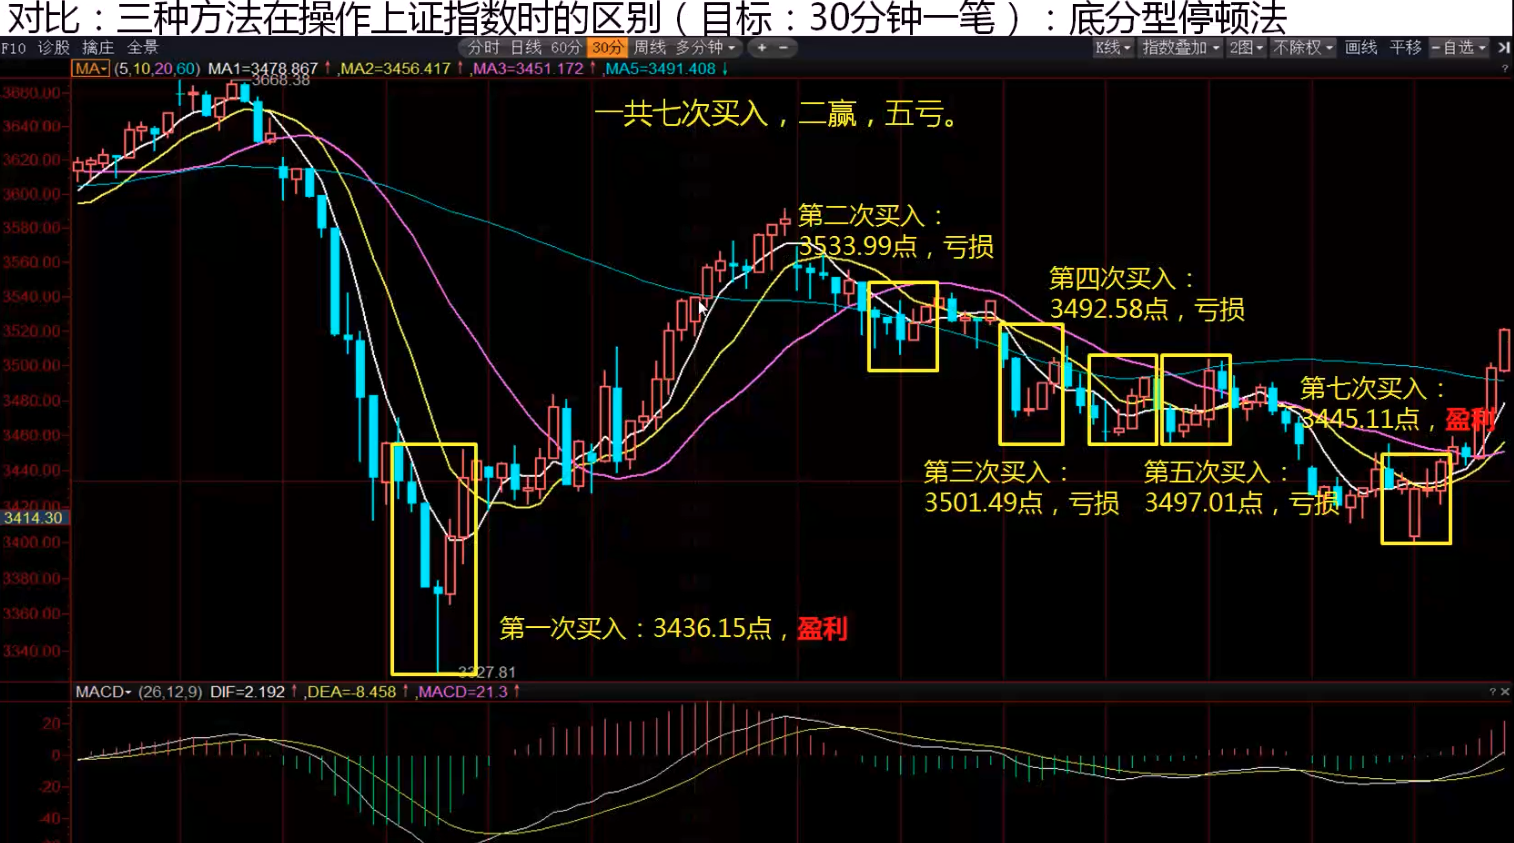 对比：三种方法在操作上证指数时的区别（目标：30分钟一笔）：底分型停顿法
F10 诊股 擒庄 全景 分时 日线 60分 30分 周线 多分钟 + − K线 指数叠加 2图 不除权 画线 平移 −自选
MA (5,10,20,60) MA1=3478.867↑,MA2=3456.417↑,MA3=3451.172↑,MA5=3491.408↓
3668.38
3680.00
一共七次买入，二赢，五亏。
3640.00
3620.00
3600.00
第二次买入：
3580.00
3533.99点，亏损
3560.00
第四次买入：
3540.00
3492.58点，亏损
3520.00
3500.00
第七次买入：
3480.00
3445.11点，盈利
3460.00
第三次买入：
第五次买入：
3440.00
3501.49点，亏损
3497.01点，亏损
3420.00
3414.30
3400.00
3380.00
3360.00
第一次买入：3436.15点，盈利
3340.00
3327.81
MACD (26,12,9) DIF=2.192↑,DEA=-8.458↑,MACD=21.3↑
20
0
-20
-40